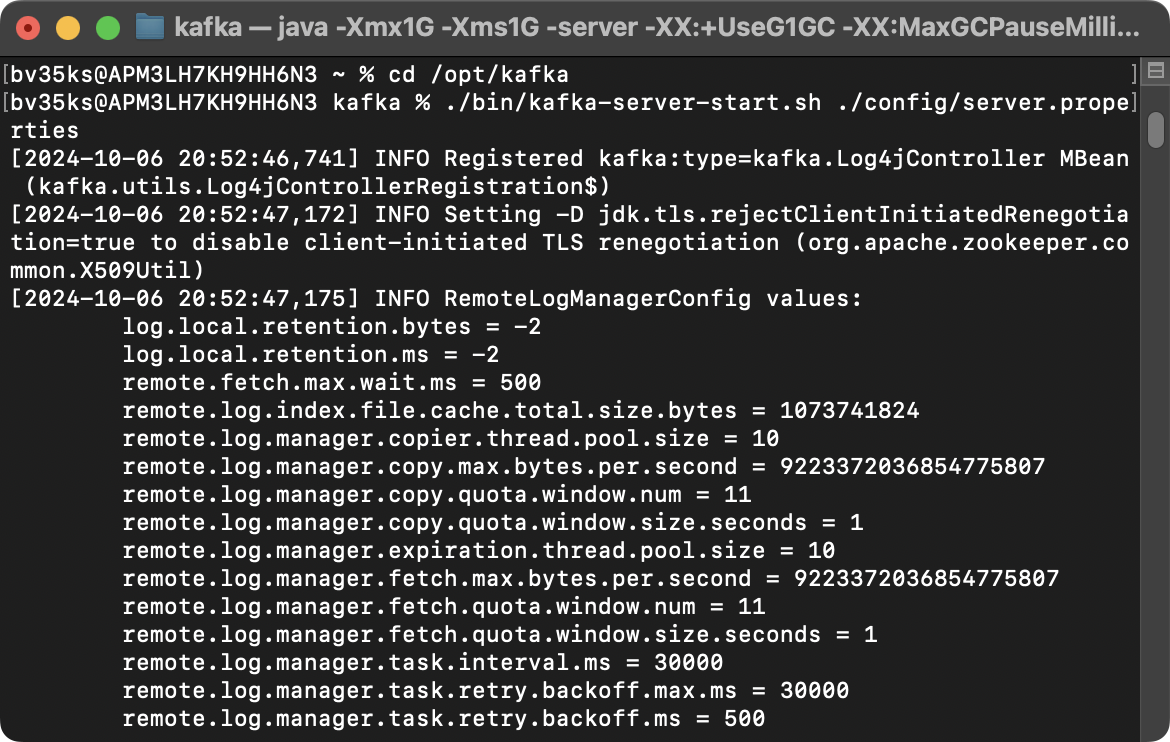 kafka — java -Xmx1G -Xms1G -server -XX:+UseG1GC -XX:MaxGCPauseMilli...
[bv35ks@APM3LH7KH9HH6N3 ~ % cd /opt/kafka ]
[bv35ks@APM3LH7KH9HH6N3 kafka % ./bin/kafka-server-start.sh ./config/server.prope]
rties
[2024-10-06 20:52:46,741] INFO Registered kafka:type=kafka.Log4jController MBean
 (kafka.utils.Log4jControllerRegistration$)
[2024-10-06 20:52:47,172] INFO Setting -D jdk.tls.rejectClientInitiatedRenegotia
tion=true to disable client-initiated TLS renegotiation (org.apache.zookeeper.co
mmon.X509Util)
[2024-10-06 20:52:47,175] INFO RemoteLogManagerConfig values:
        log.local.retention.bytes = -2
        log.local.retention.ms = -2
        remote.fetch.max.wait.ms = 500
        remote.log.index.file.cache.total.size.bytes = 1073741824
        remote.log.manager.copier.thread.pool.size = 10
        remote.log.manager.copy.max.bytes.per.second = 9223372036854775807
        remote.log.manager.copy.quota.window.num = 11
        remote.log.manager.copy.quota.window.size.seconds = 1
        remote.log.manager.expiration.thread.pool.size = 10
        remote.log.manager.fetch.max.bytes.per.second = 9223372036854775807
        remote.log.manager.fetch.quota.window.num = 11
        remote.log.manager.fetch.quota.window.size.seconds = 1
        remote.log.manager.task.interval.ms = 30000
        remote.log.manager.task.retry.backoff.max.ms = 30000
        remote.log.manager.task.retry.backoff.ms = 500